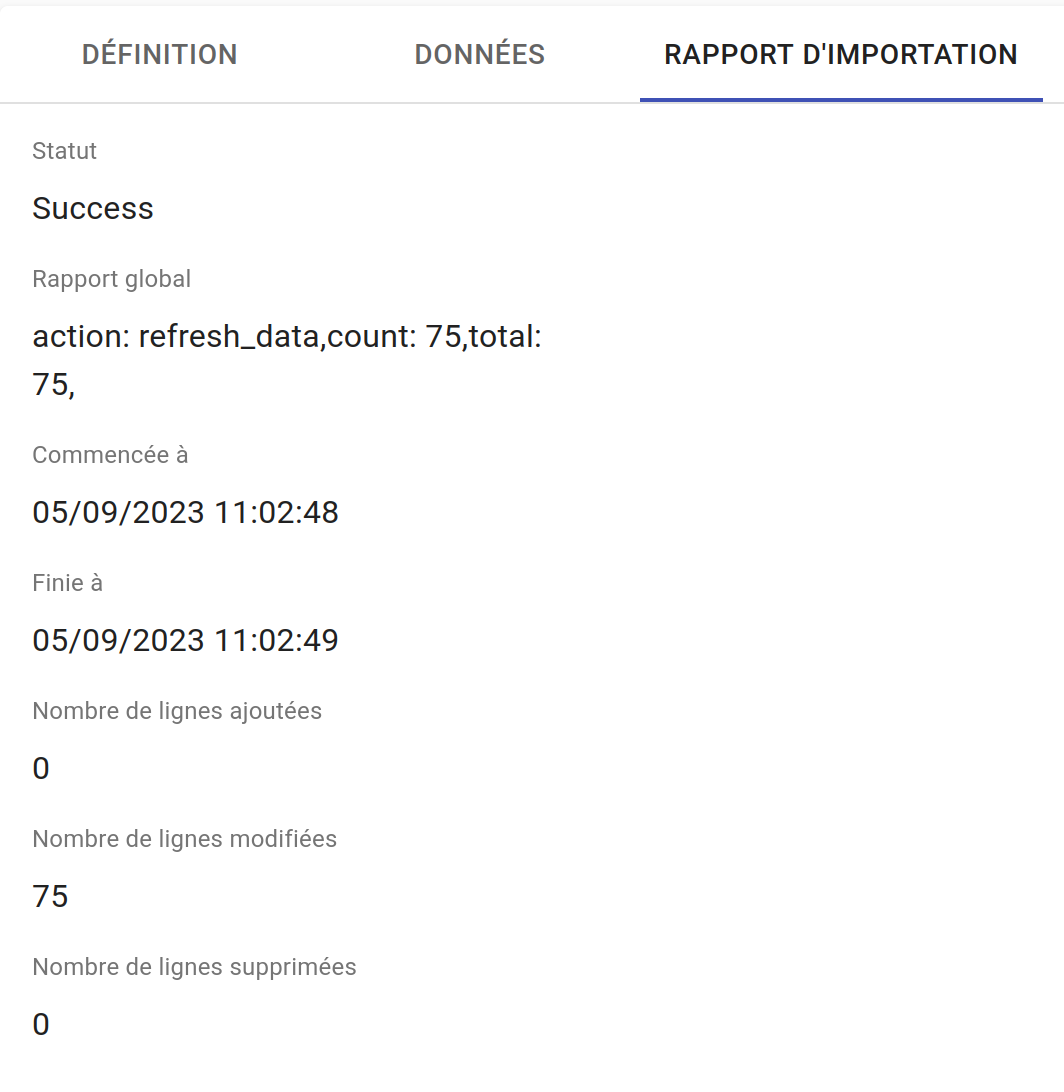 DÉFINITION DONNÉES RAPPORT D'IMPORTATION
Statut
Success
Rapport global
action: refresh_data,count: 75,total:
75,
Commencée à
05/09/2023 11:02:48
Finie à
05/09/2023 11:02:49
Nombre de lignes ajoutées
0
Nombre de lignes modifiées
75
Nombre de lignes supprimées
0